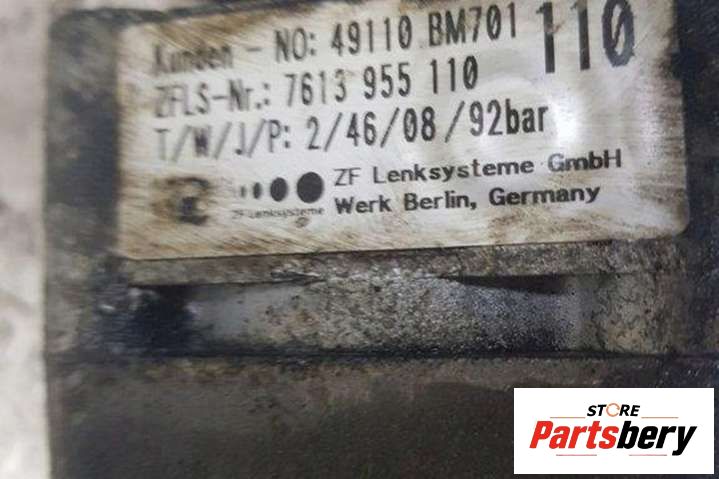 Kunden - NO: 49110 BM701
110
ZFLS-Nr.: 7613 955 110
T/W/J/P: 2/46/08/92bar
ZF Lenksysteme GmbH
ZF Lenksysteme
Werk Berlin, Germany
STORE
Partsbery